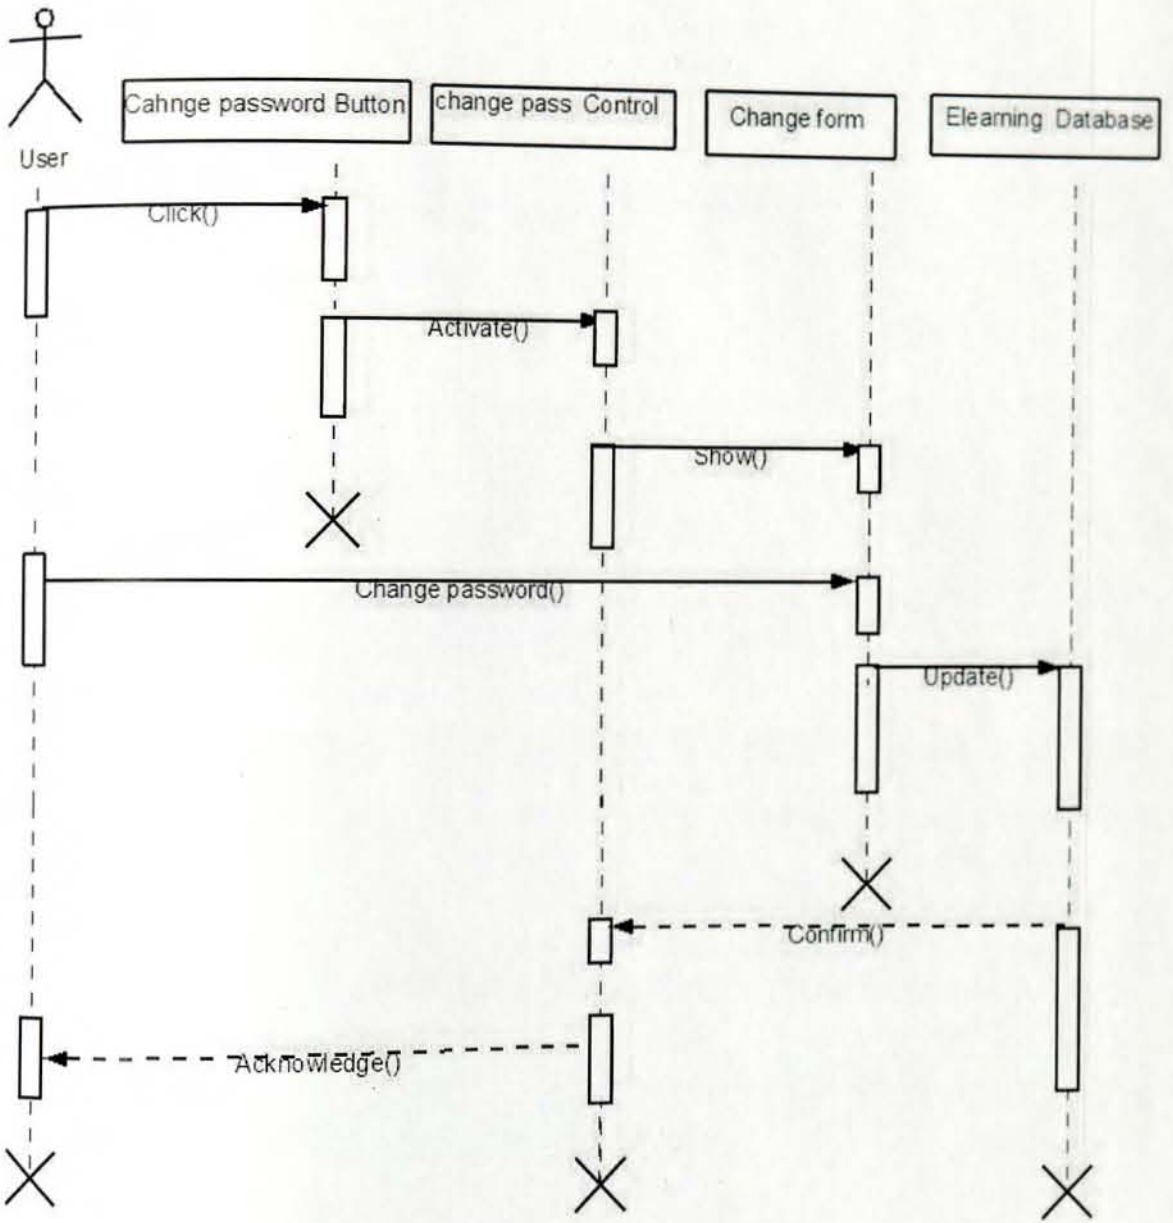 User
Cahnge password Button
change pass Control
Change form
Elearning Database
Click()
Activate()
Show()
Change password()
Update()
Confirm()
Acknowledge()